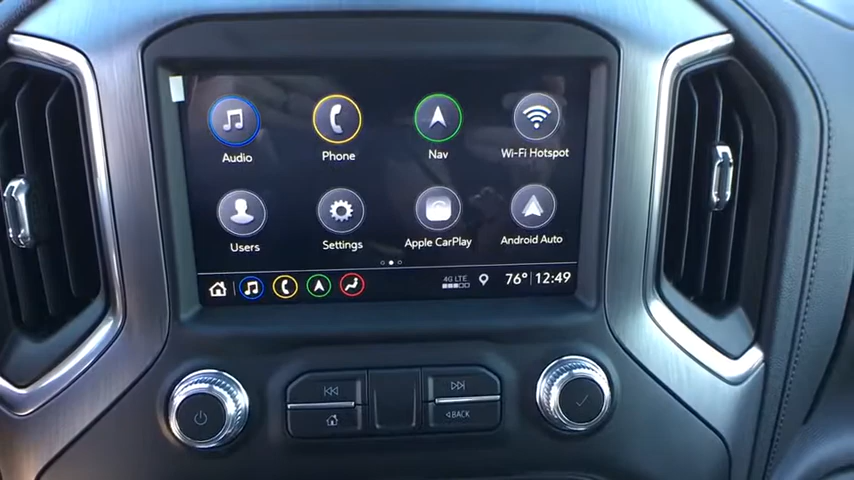 Audio Phone Nav Wi-Fi Hotspot
Users Settings Apple CarPlay Android Auto
4G LTE 76° 12:49
BACK